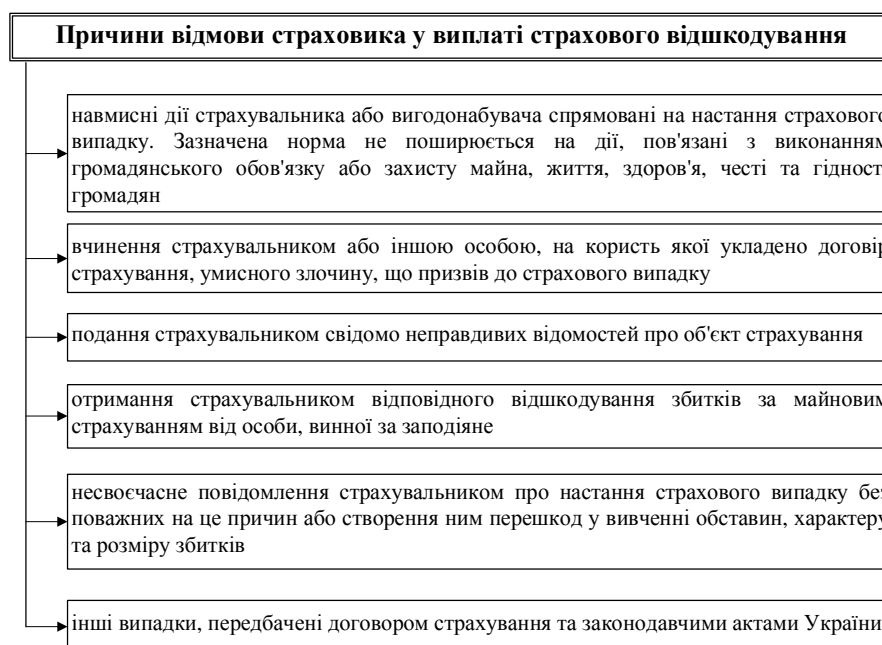 Причини відмови страховика у виплаті страхового відшкодування
навмисні дії страхувальника або вигодонабувача спрямовані на настання страхового
випадку. Зазначена норма не поширюється на дії, пов'язані з виконанням
громадянського обов'язку або захисту майна, життя, здоров'я, честі та гідност
громадян
вчинення страхувальником або іншою особою, на користь якої укладено договір
страхування, умисного злочину, що призвів до страхового випадку
подання страхувальником свідомо неправдивих відомостей про об'єкт страхування
отримання страхувальником відповідного відшкодування збитків за майновим
страхуванням від особи, винної за заподіяне
несвоєчасне повідомлення страхувальником про настання страхового випадку без
поважних на це причин або створення ним перешкод у вивченні обставин, характеру
та розміру збитків
інші випадки, передбачені договором страхування та законодавчими актами України